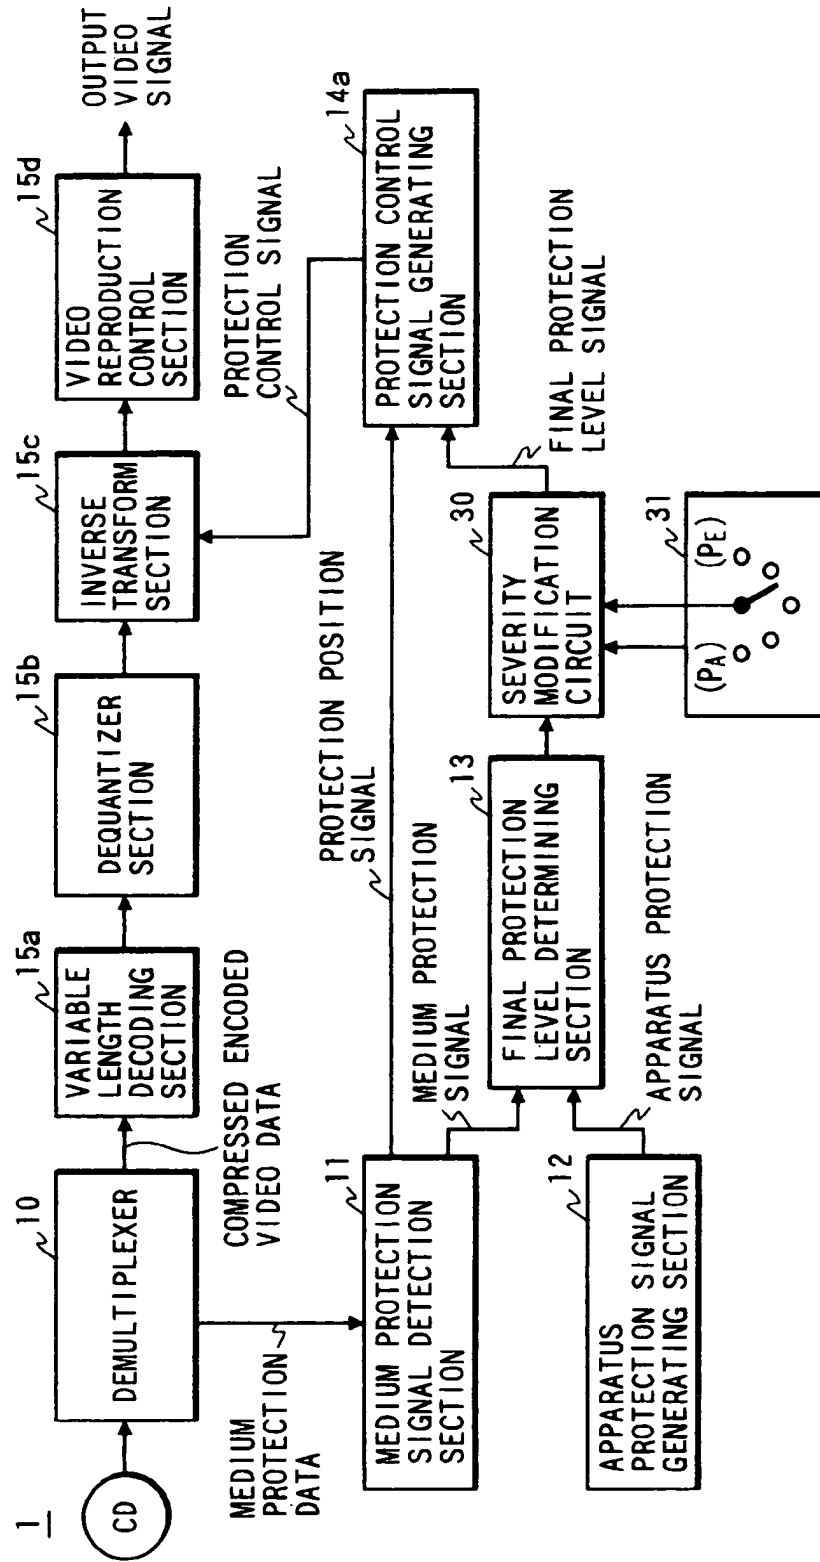 1
CD
10
DEMULTIPLEXER
COMPRESSED ENCODED
VIDEO DATA
15a
VARIABLE
LENGTH
DECODING
SECTION
15b
DEQUANTIZER
SECTION
15c
INVERSE
TRANSFORM
SECTION
15d
VIDEO
REPRODUCTION
CONTROL
SECTION
OUTPUT
VIDEO
SIGNAL
MEDIUM
PROTECTION
DATA
PROTECTION POSITION
SIGNAL
PROTECTION
CONTROL SIGNAL
11
MEDIUM PROTECTION
SIGNAL DETECTION
SECTION
MEDIUM PROTECTION
SIGNAL
14a
PROTECTION CONTROL
SIGNAL GENERATING
SECTION
13
FINAL PROTECTION
LEVEL DETERMINING
SECTION
30
SEVERITY
MODIFICATION
CIRCUIT
FINAL PROTECTION
LEVEL SIGNAL
12
APPARATUS
PROTECTION SIGNAL
GENERATING SECTION
APPARATUS PROTECTION
SIGNAL
31
(PA)
(PE)